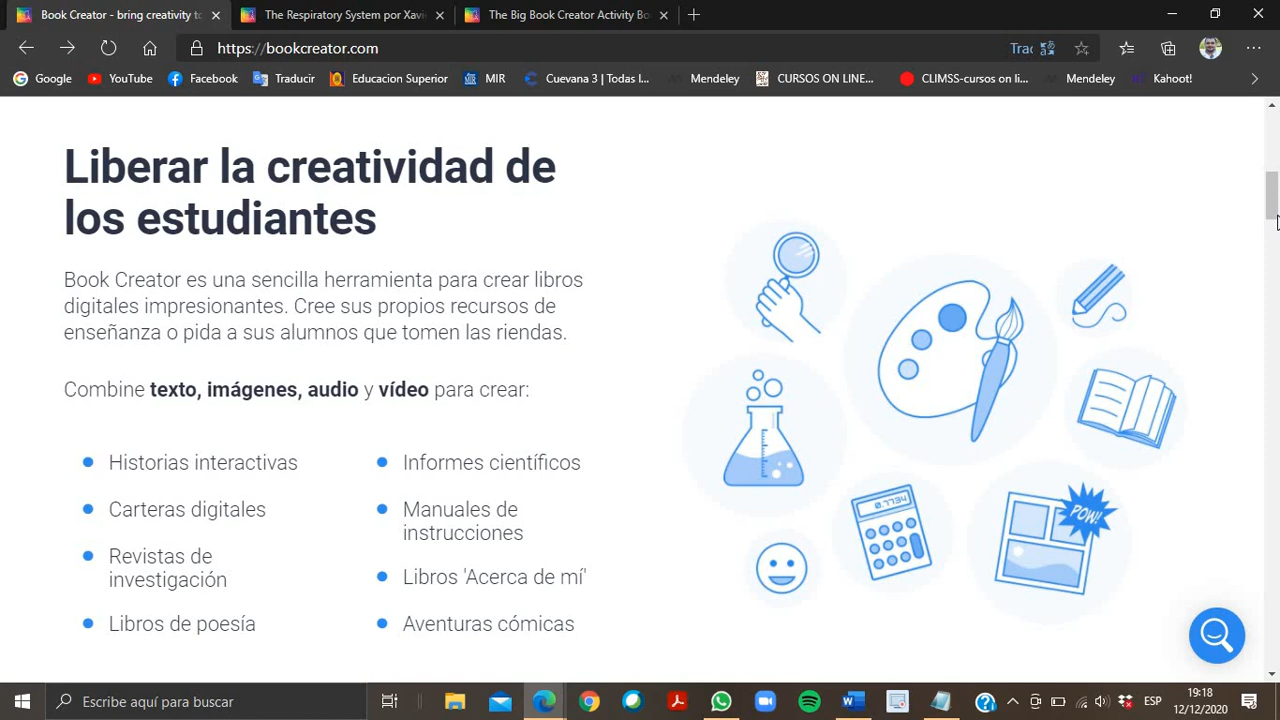 Book Creator - bring creativity to
The Respiratory System por Xavi
The Big Book Creator Activity Bo
https://bookcreator.com
Trac
Google
YouTube
Facebook
Traducir
Educacion Superior
MIR
Cuevana 3 | Todas l...
Mendeley
CURSOS ON LINE...
CLIMSS-cursos on li...
Mendeley
Kahoot!
Liberar la creatividad de
los estudiantes
Book Creator es una sencilla herramienta para crear libros
digitales impresionantes. Cree sus propios recursos de
enseñanza o pida a sus alumnos que tomen las riendas.
Combine texto, imágenes, audio y vídeo para crear:
Historias interactivas
Carteras digitales
Revistas de
investigación
Libros de poesía
Informes científicos
Manuales de
instrucciones
Libros 'Acerca de mí'
Aventuras cómicas
0.7734
POW!
Escribe aquí para buscar
ESP
19:18
12/12/2020